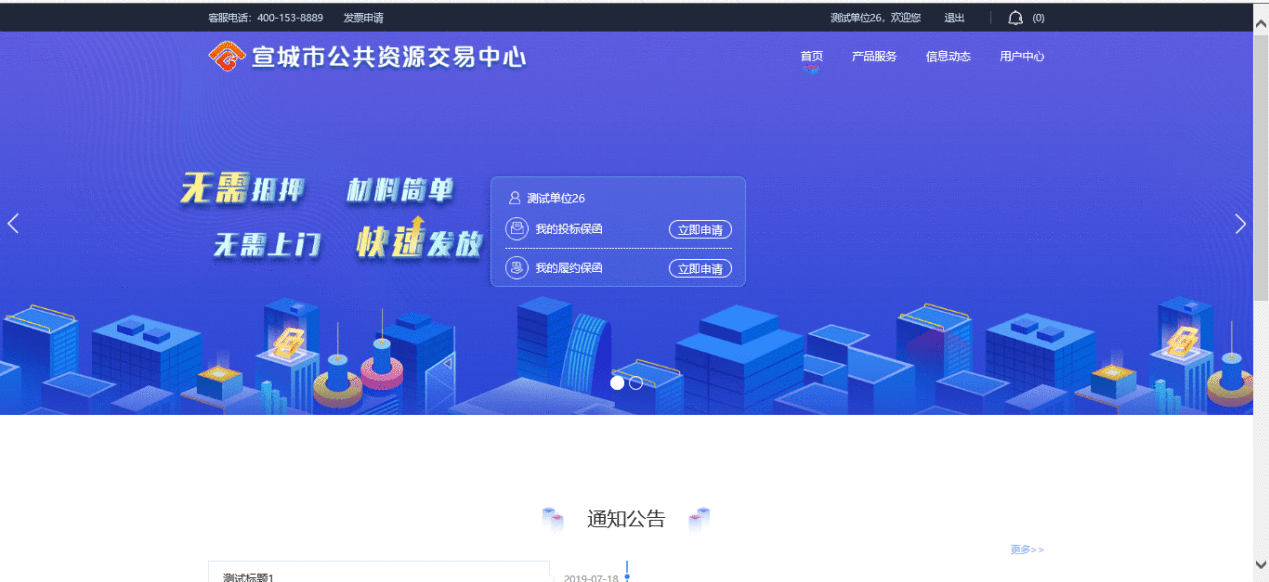 客服电话：400-153-8889 发票申请 测试单位26，欢迎您 退出 (0)
宣城市公共资源交易中心 首页 产品服务 信息动态 用户中心
无需抵押 材料简单
无需上门 快速发放
测试单位26
我的投标保函 立即申请
我的履约保函 立即申请
通知公告
更多>>
测试标题1 2019-07-18